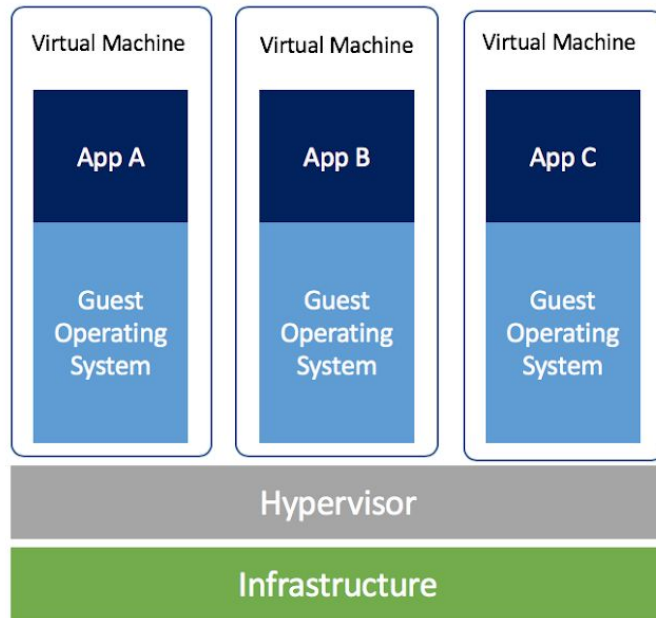 Virtual Machine
App A
Guest
Operating
System
Virtual Machine
App B
Guest
Operating
System
Virtual Machine
App C
Guest
Operating
System
Hypervisor
Infrastructure